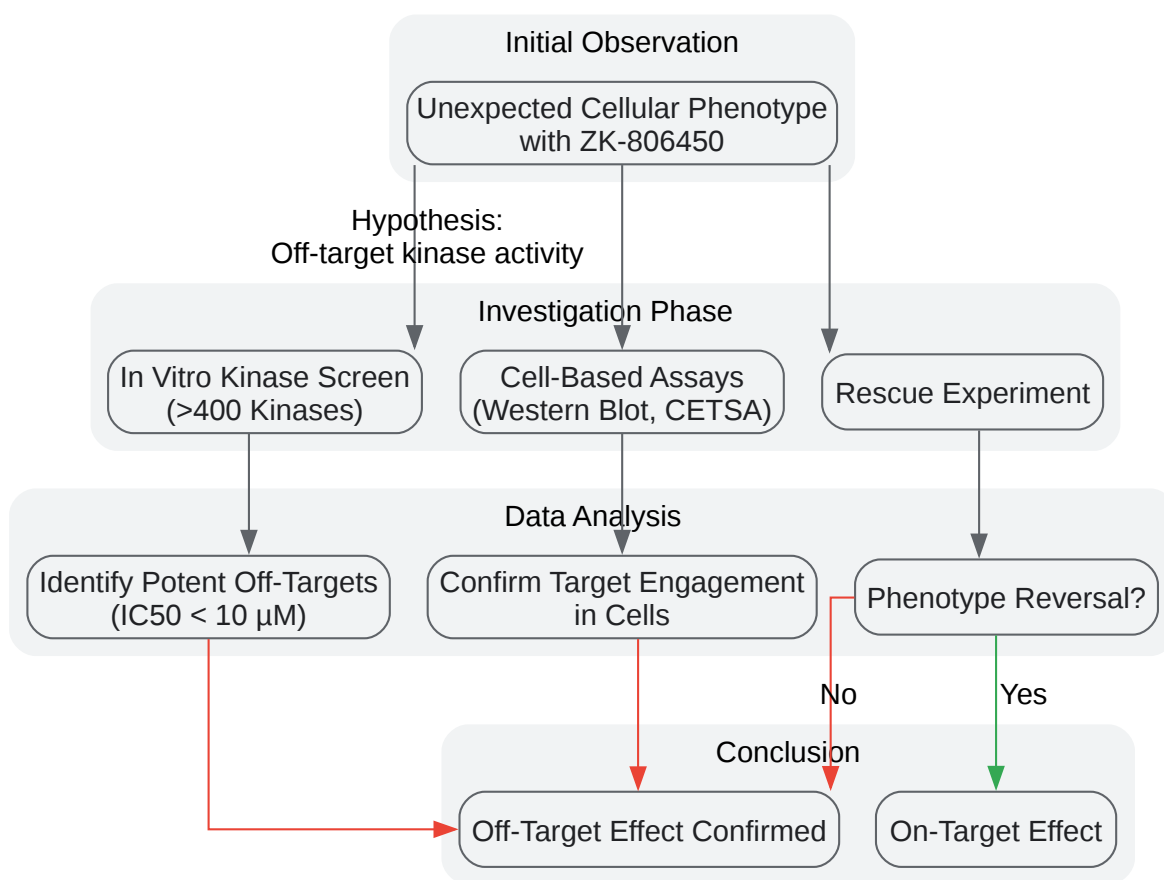 Initial Observation
Unexpected Cellular Phenotype
with ZK-806450
Hypothesis:
Off-target kinase activity
Investigation Phase
In Vitro Kinase Screen
(>400 Kinases)
Cell-Based Assays
(Western Blot, CETSA)
Rescue Experiment
Data Analysis
Identify Potent Off-Targets
(IC50 < 10 µM)
Confirm Target Engagement
in Cells
Phenotype Reversal?
No
Yes
Conclusion
Off-Target Effect Confirmed
On-Target Effect